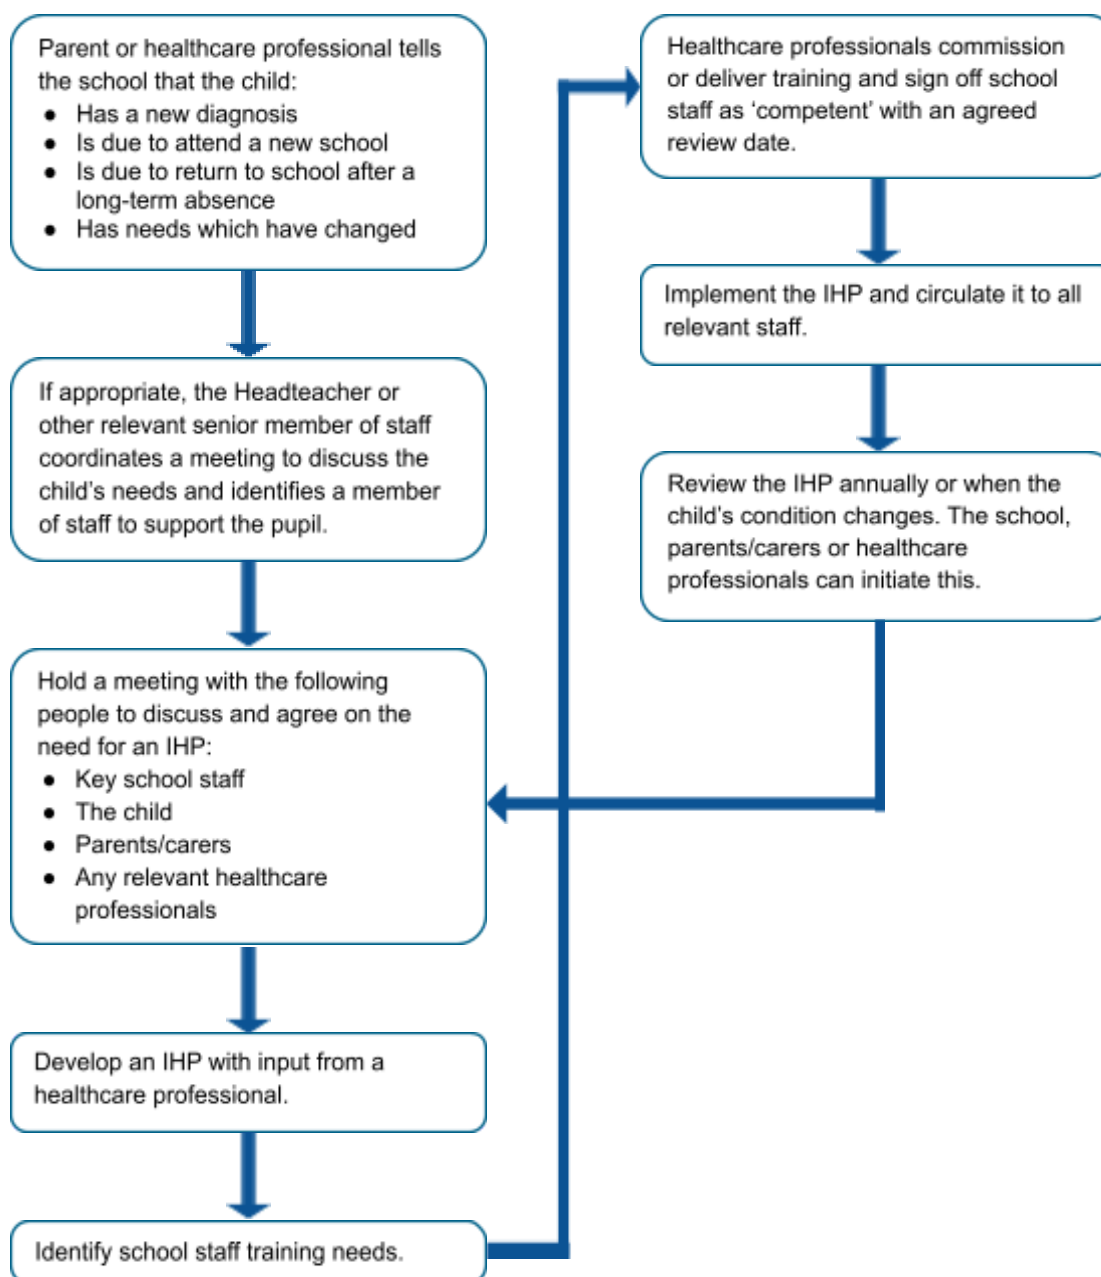 Parent or healthcare professional tells
the school that the child:
● Has a new diagnosis
● Is due to attend a new school
● Is due to return to school after a
long-term absence
● Has needs which have changed
If appropriate, the Headteacher or
other relevant senior member of staff
coordinates a meeting to discuss the
child's needs and identifies a member
of staff to support the pupil.
Hold a meeting with the following
people to discuss and agree on the
need for an IHP:
● Key school staff
● The child
● Parents/carers
● Any relevant healthcare
professionals
Develop an IHP with input from a
healthcare professional.
Identify school staff training needs.
Healthcare professionals commission
or deliver training and sign off school
staff as ‘competent’ with an agreed
review date.
Implement the IHP and circulate it to all
relevant staff.
Review the IHP annually or when the
child's condition changes. The school,
parents/carers or healthcare
professionals can initiate this.